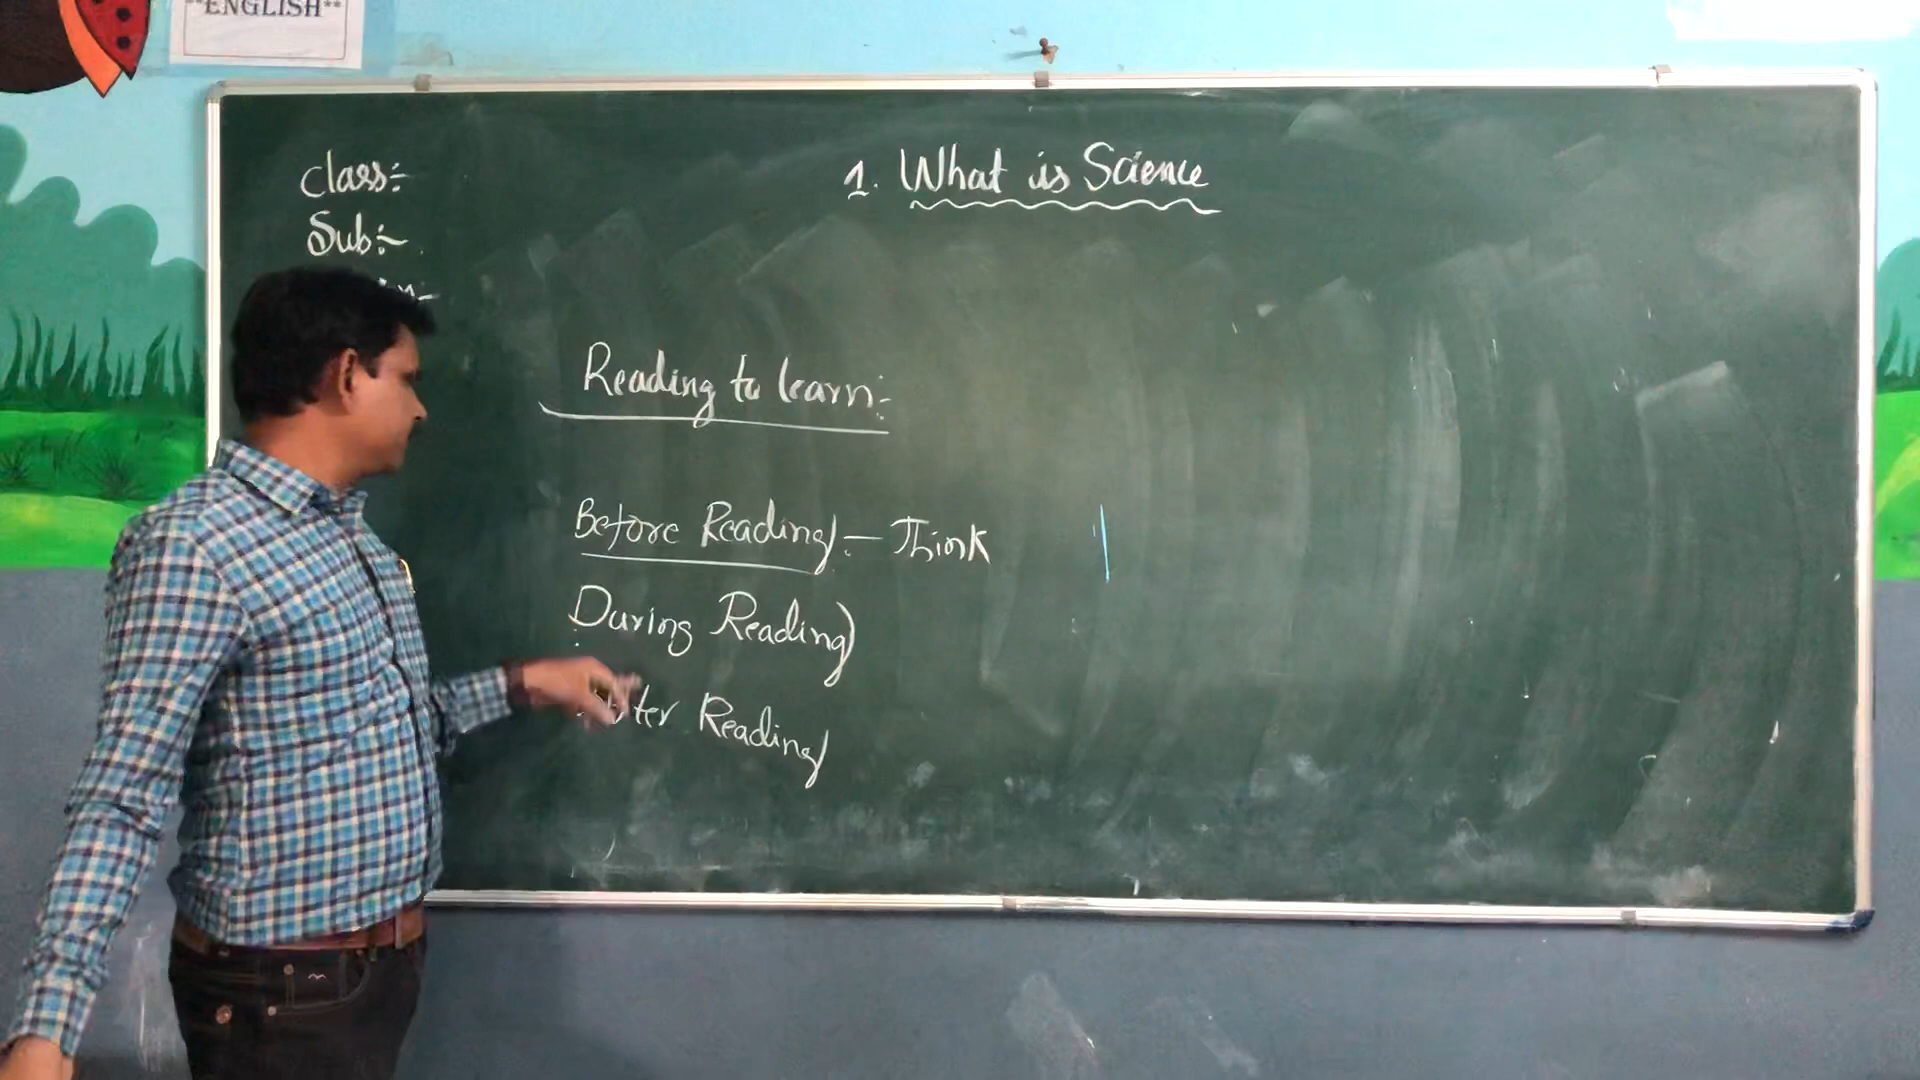 **ENGLISH**
1. What is Science
Class:-
Sub:-
Reading to learn:-
Before Reading:- Think
During Reading
Reading